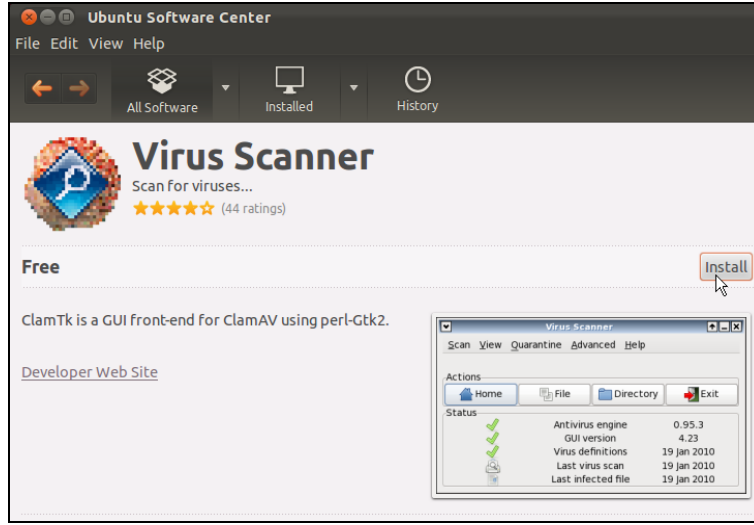 Ubuntu Software Center
File Edit View Help
All Software Installed History
Virus Scanner
Scan for viruses...
(44 ratings)
Free
Install
ClamTk is a GUI front-end for ClamAV using perl-Gtk2.
Developer Web Site
Virus Scanner
Scan View Quarantine Advanced Help
Actions
Home File Directory Exit
Status
Antivirus engine 0.95.3
GUI version 4.23
Virus definitions 19 Jan 2010
Last virus scan 19 Jan 2010
Last infected file 19 Jan 2010